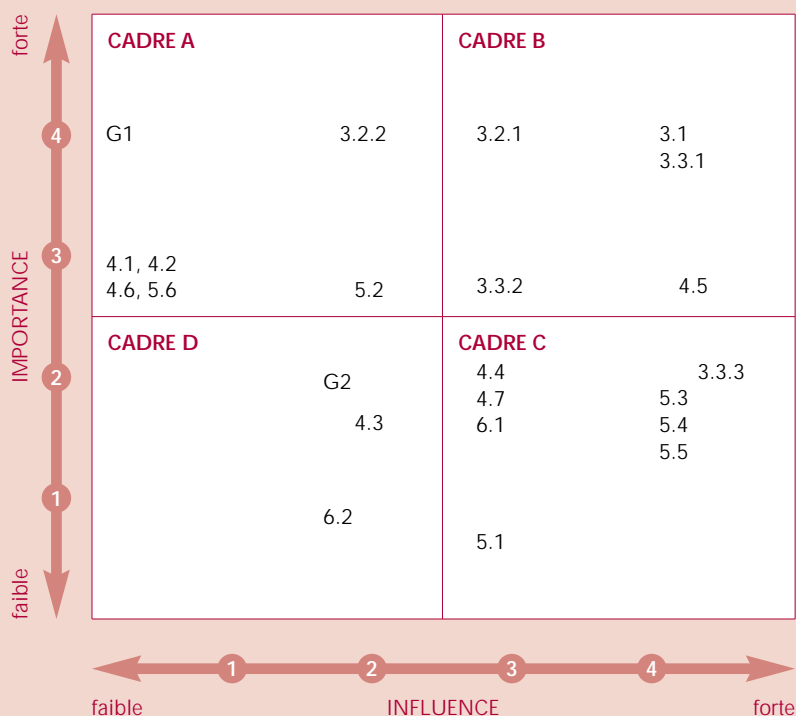 forte
IMPORTANCE
faible
4
3
2
1
CADRE A
G1
3.2.2
4.1, 4.2
4.6, 5.6
5.2
CADRE B
3.2.1
3.1
3.3.1
3.3.2
4.5
CADRE D
G2
4.3
6.2
CADRE C
4.4
4.7
6.1
3.3.3
5.3
5.4
5.5
5.1
1
2
3
4
faible
INFLUENCE
forte